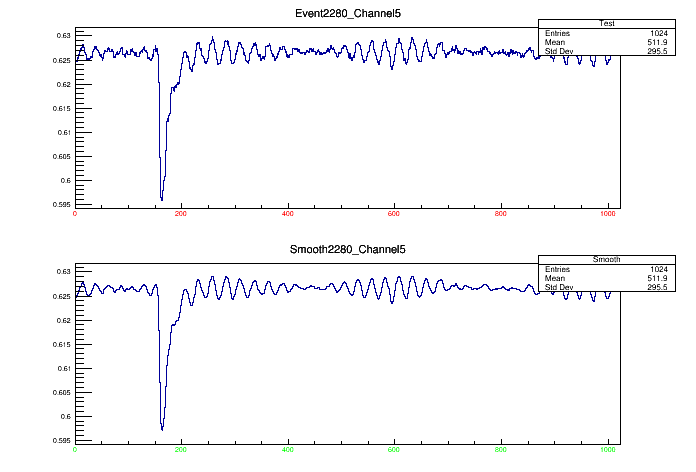 Event2280_Channel5
Test
Entries 1024
Mean 511.9
Std Dev 295.5
0.63
0.625
0.62
0.615
0.61
0.605
0.6
0.595
0 200 400 600 800 1000
Smooth2280_Channel5
Smooth
Entries 1024
Mean 511.9
Std Dev 295.5
0.63
0.625
0.62
0.615
0.61
0.605
0.6
0.595
0 200 400 600 800 1000